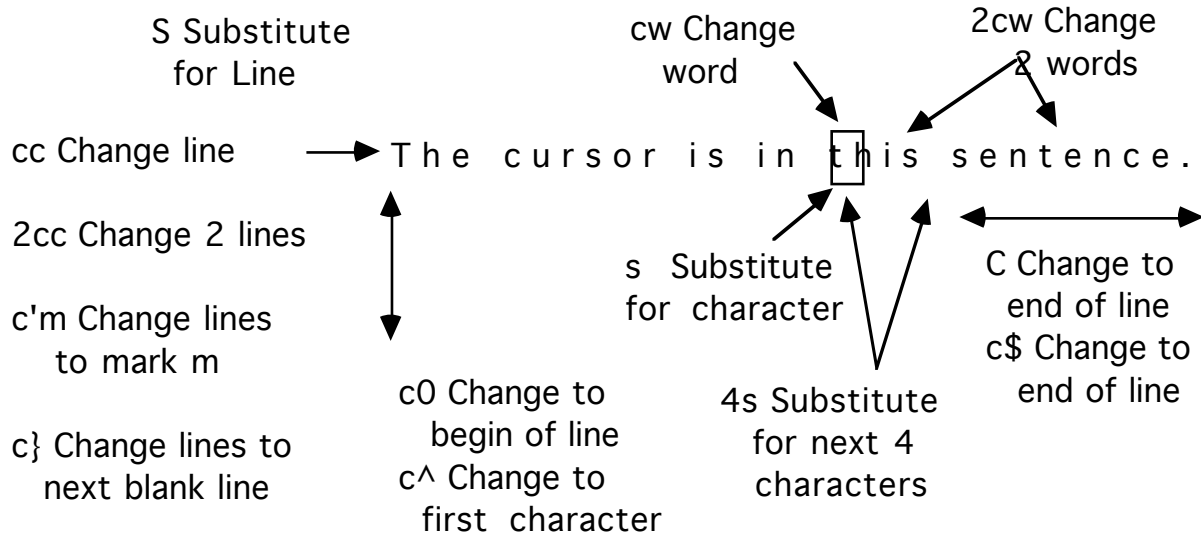 S Substitute
for Line
cw Change
word
2cw Change
2 words
cc Change line
The cursor is in this sentence.
2cc Change 2 lines
s Substitute
for character
C Change to
end of line
c$ Change to
end of line
c'm Change lines
to mark m
c0 Change to
begin of line
c^ Change to
first character
4s Substitute
for next 4
characters
c} Change lines to
next blank line